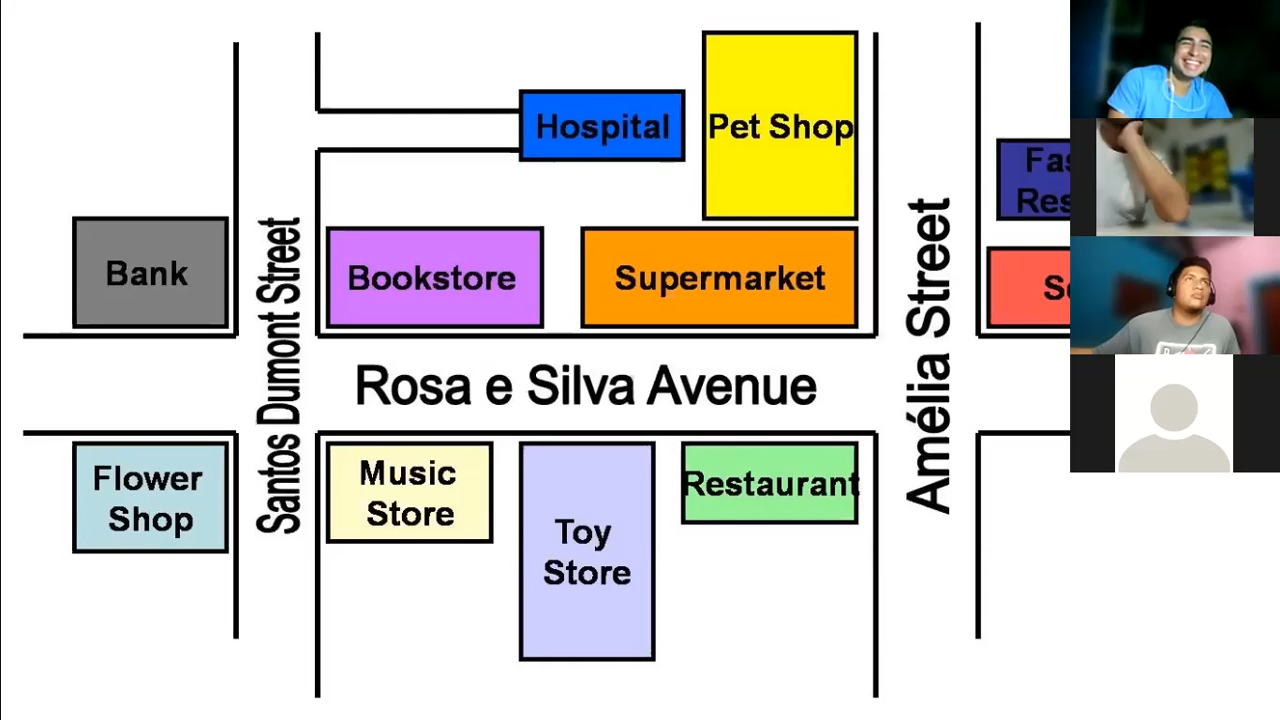 Hospital
Pet Shop
Bank
Santos Dumont Street
Bookstore
Supermarket
Amélia Street
Rosa e Silva Avenue
Flower
Shop
Music
Store
Toy
Store
Restaurant